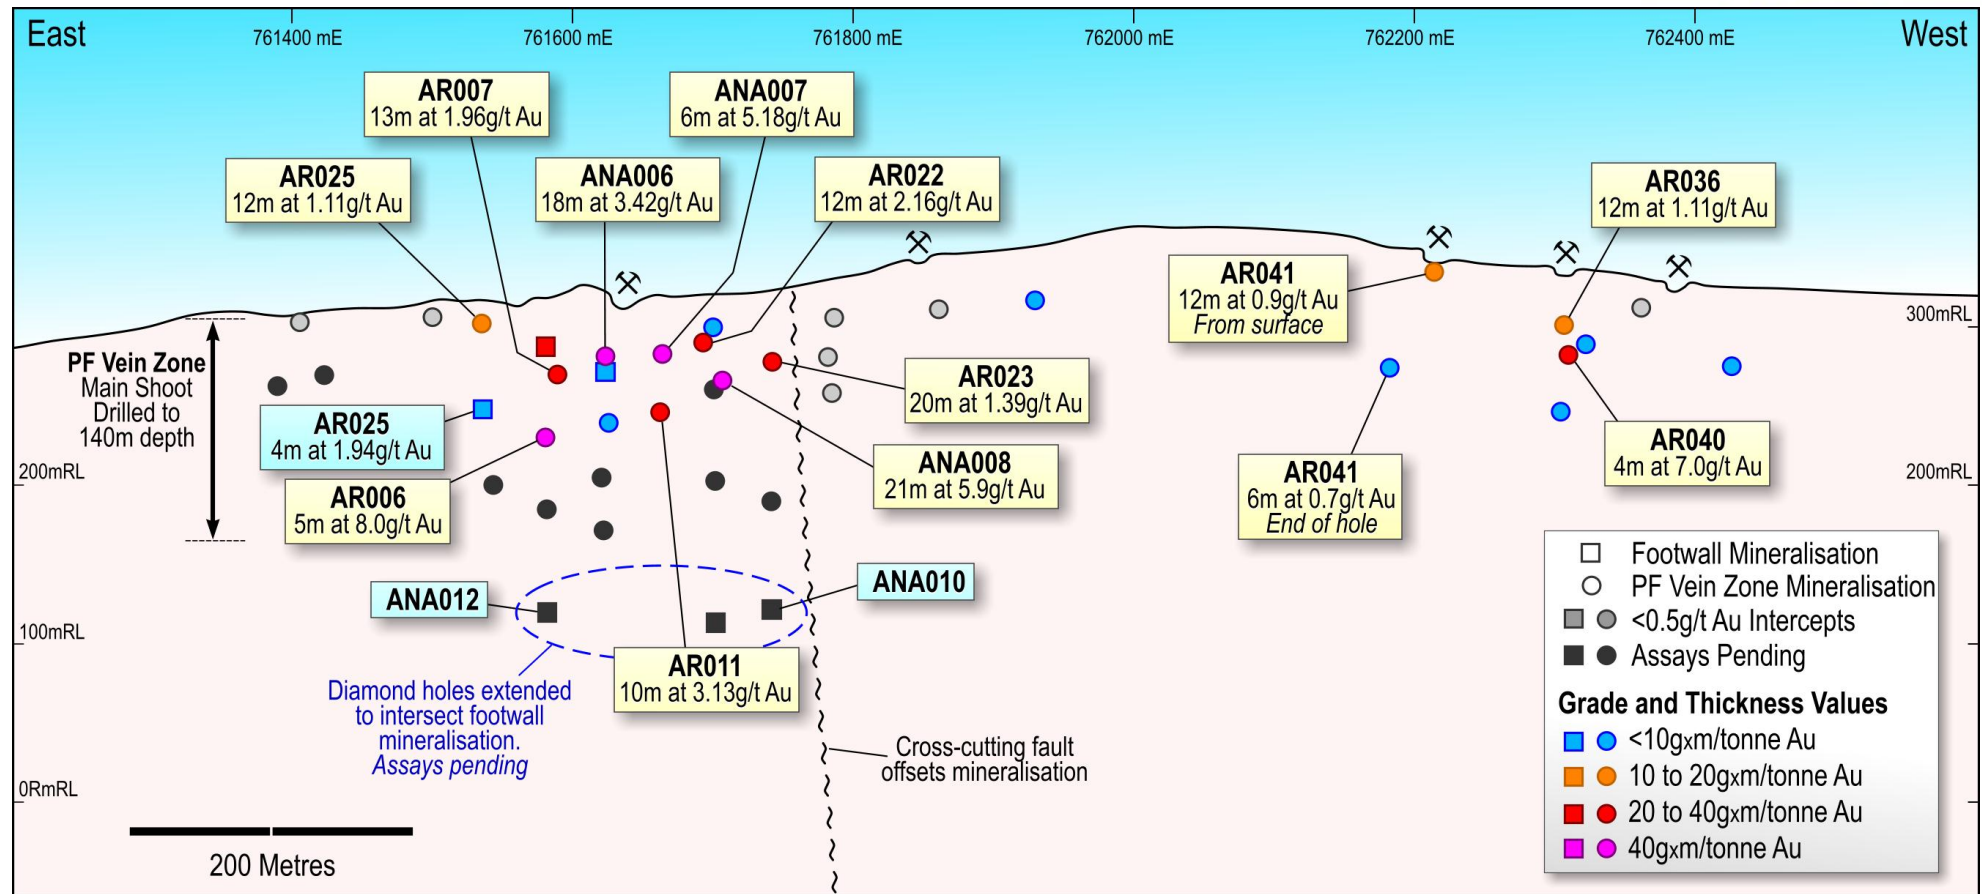 East
761400 mE
761600 mE
761800 mE
762000 mE
762200 mE
762400 mE
West
AR007
13m at 1.96g/t Au
ANA007
6m at 5.18g/t Au
AR025
12m at 1.11g/t Au
ANA006
18m at 3.42g/t Au
AR022
12m at 2.16g/t Au
AR036
12m at 1.11g/t Au
AR041
12m at 0.9g/t Au
From surface
300mRL
PF Vein Zone
Main Shoot
Drilled to
140m depth
AR025
4m at 1.94g/t Au
AR023
20m at 1.39g/t Au
ANA008
21m at 5.9g/t Au
AR040
4m at 7.0g/t Au
AR041
6m at 0.7g/t Au
End of hole
200mRL
200mRL
AR006
5m at 8.0g/t Au
ANA012
ANA010
100mRL
AR011
10m at 3.13g/t Au
Diamond holes extended
to intersect footwall
mineralisation.
Assays pending
Cross-cutting fault
offsets mineralisation
0RmRL
200 Metres
Footwall Mineralisation
PF Vein Zone Mineralisation
<0.5g/t Au Intercepts
Assays Pending
Grade and Thickness Values
<10gxm/tonne Au
10 to 20gxm/tonne Au
20 to 40gxm/tonne Au
40gxm/tonne Au